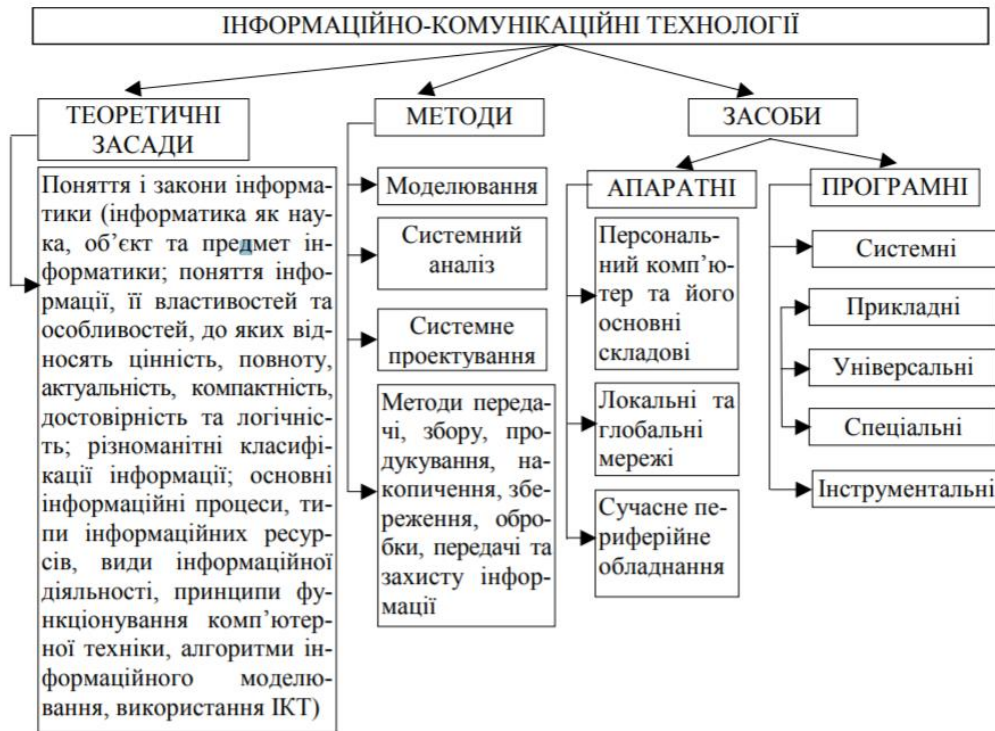 ІНФОРМАЦІЙНО-КОМУНІКАЦІЙНІ ТЕХНОЛОГІЇ
ТЕОРЕТИЧНІ
ЗАСАДИ
Поняття і закони інформа-
тики (інформатика як нау-
ка, об’єкт та предмет ін-
форматики; поняття інфо-
рмації, її властивостей та
особливостей, до яких від-
носять цінність, повноту,
актуальність, компактність,
достовірність та логічніс-
ть; різноманітні класифі-
кації інформації; основні
інформаційні процеси, ти-
пи інформаційних ресур-
сів, види інформаційної
діяльності, принципи фу-
нкціонування комп’ютер-
ної техніки, алгоритми ін-
формаційного моделю-
вання, використання ІКТ)
МЕТОДИ
Моделювання
Системний
аналіз
Системне
проектування
Методи переда-
чі, збору, про-
дукування, на-
копичення, збе-
реження, обро-
бки, передачі та
захисту інфор-
мації
ЗАСОБИ
АПАРАТНІ
Персональ-
ний комп’ю-
тер та його
основні
складові
Локальні та
глобальні
мережі
Сучасне пе-
риферійне
обладнання
ПРОГРАМНІ
Системні
Прикладні
Універсальні
Спеціальні
Інструментальні